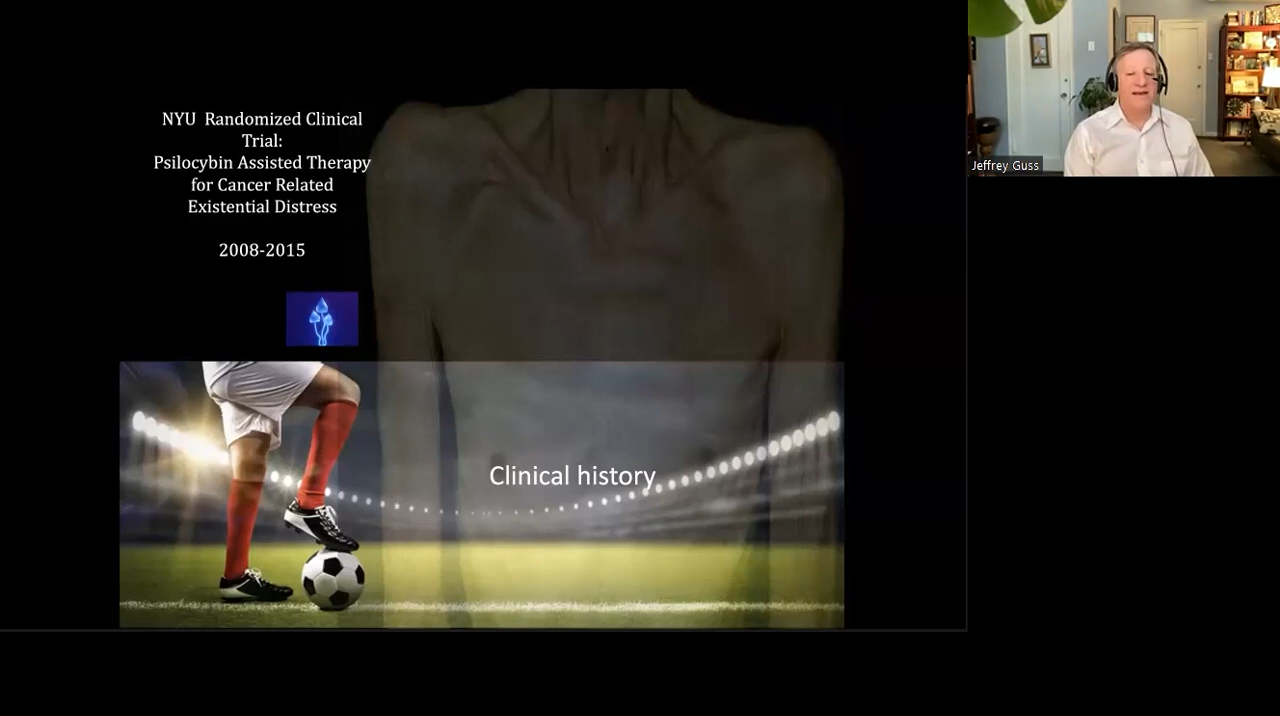 NYU Randomized Clinical
Trial:
Psilocybin Assisted Therapy
for Cancer Related
Existential Distress
2008-2015
Clinical history
Jeffrey Guss